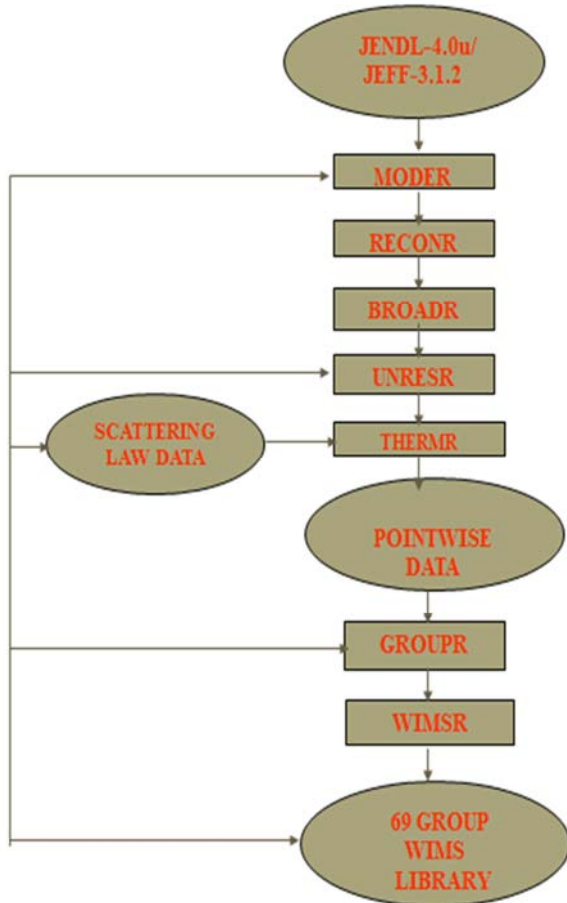 JENDL-4.0u/
JEFF-3.1.2
MODER
RECONR
BROADR
UNRESR
SCATTERING
LAW DATA
THERMR
POINTWISE
DATA
GROUPR
WIMSR
69 GROUP
WIMS
LIBRARY